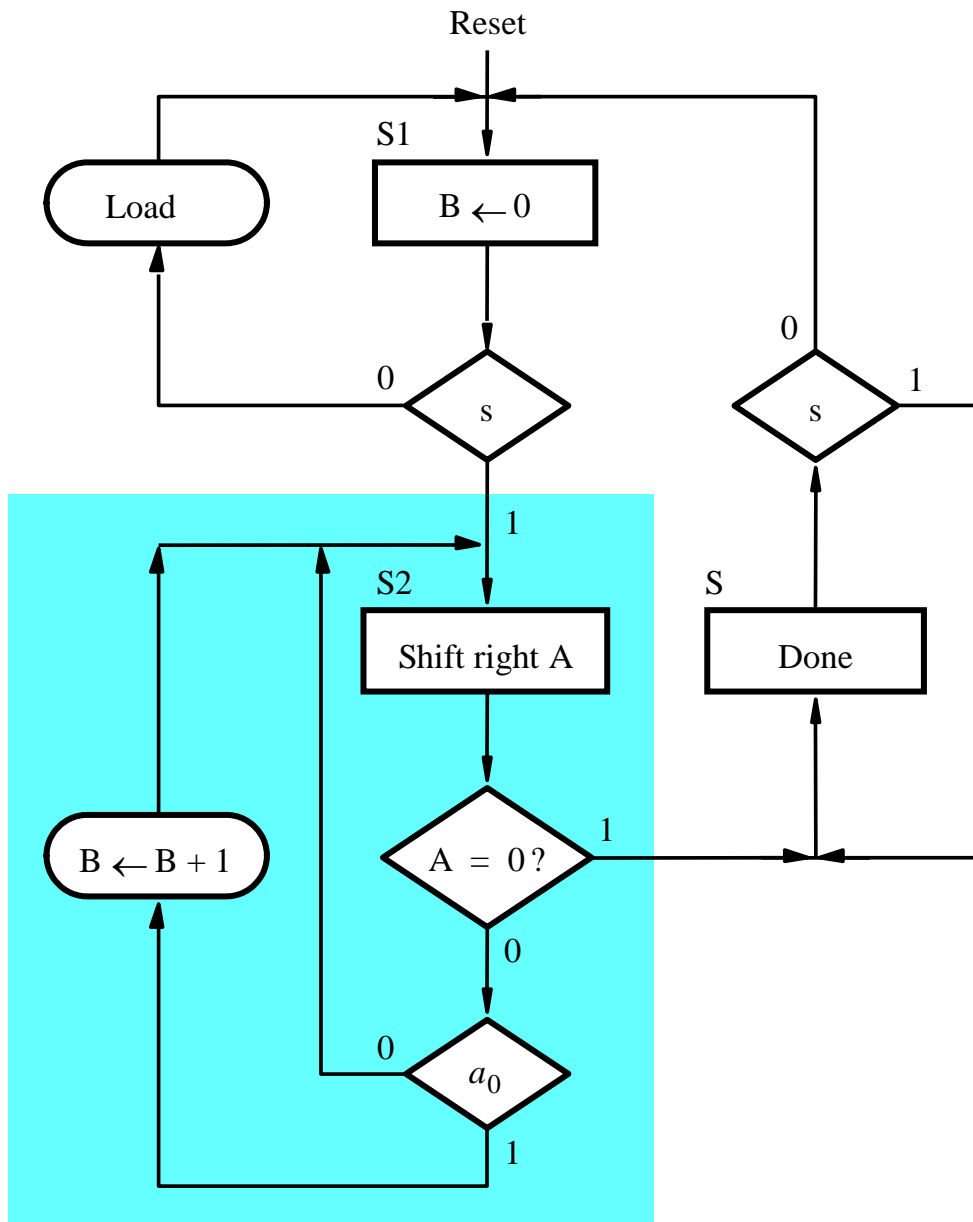 Reset
S1
Load
B ← 0
0
s
1
0
s
1
S2
Shift right A
S
Done
B ← B + 1
A = 0 ?
1
0
0
a₀
1